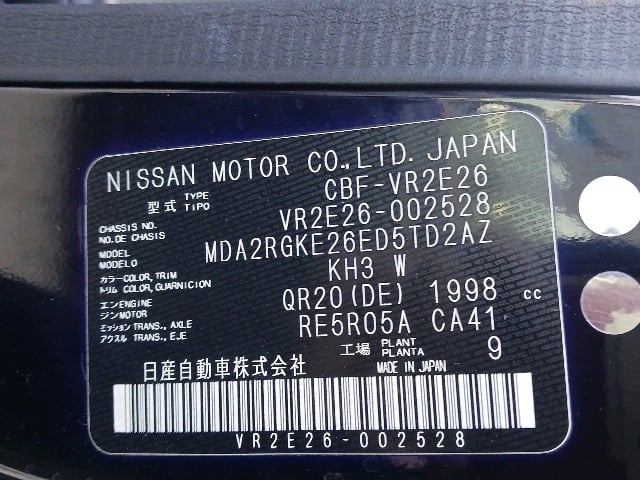 NISSAN MOTOR CO.,LTD. JAPAN
型式 TYPE TIPO CBF-VR2E26
CHASSIS NO. NO.DE CHASIS VR2E26-002528
MODEL MODELO MDA2RGKE26ED5TD2AZ
カラー COLOR, TRIM トリム COLOR, GUARNICION KH3 W
エンジン ENGINE MOTOR QR20(DE) 1998 cc
ミッション TRANS., AXLE アクスル TRANS., EJE RE5R05A CA41
工場 PLANT PLANTA 9
日産自動車株式会社 MADE IN JAPAN
VR2E26-002528